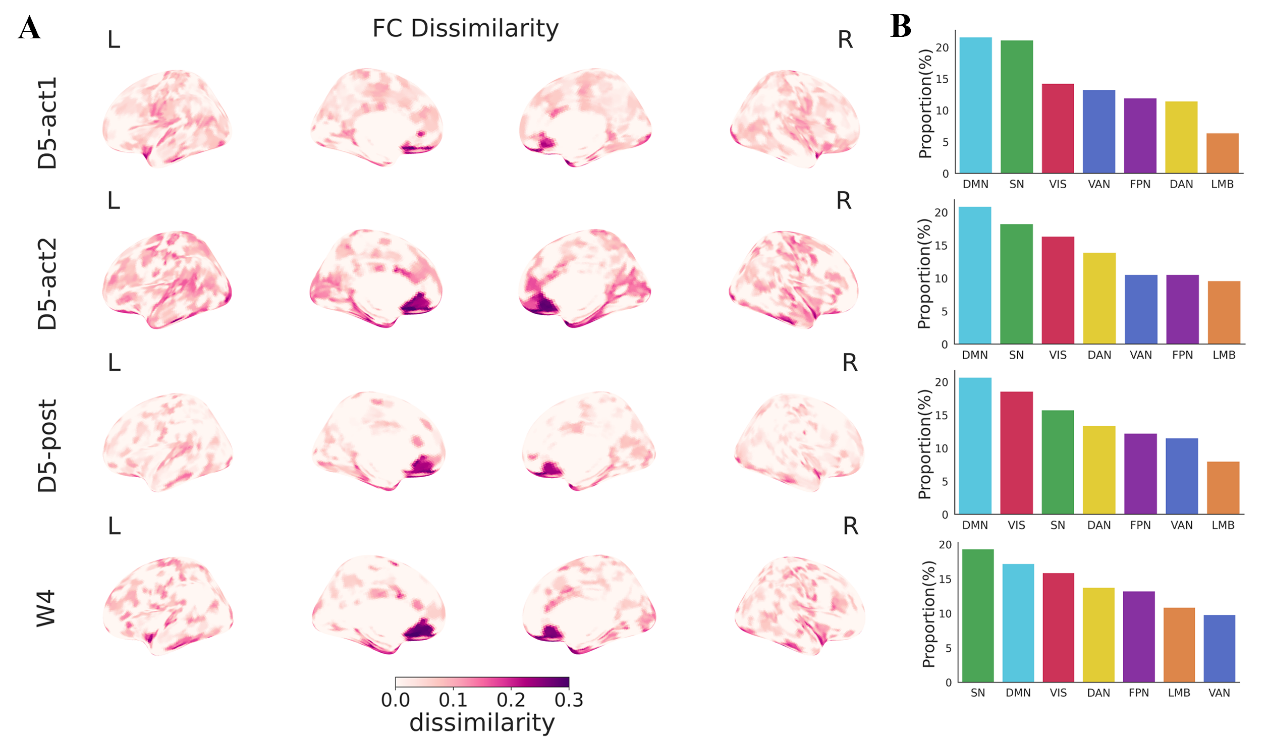 A
FC Dissimilarity
L
R
D5-act1
L
R
D5-act2
L
R
D5-post
L
R
W4
0.0 0.1 0.2 0.3
dissimilarity
B
Proportion(%)
20
15
10
5
0
DMN SN VIS VAN FPN DAN LMB
Proportion(%)
20
15
10
5
0
DMN SN VIS DAN VAN FPN LMB
Proportion(%)
20
15
10
5
0
DMN VIS SN DAN FPN VAN LMB
Proportion(%)
20
15
10
5
0
SN DMN VIS DAN FPN LMB VAN